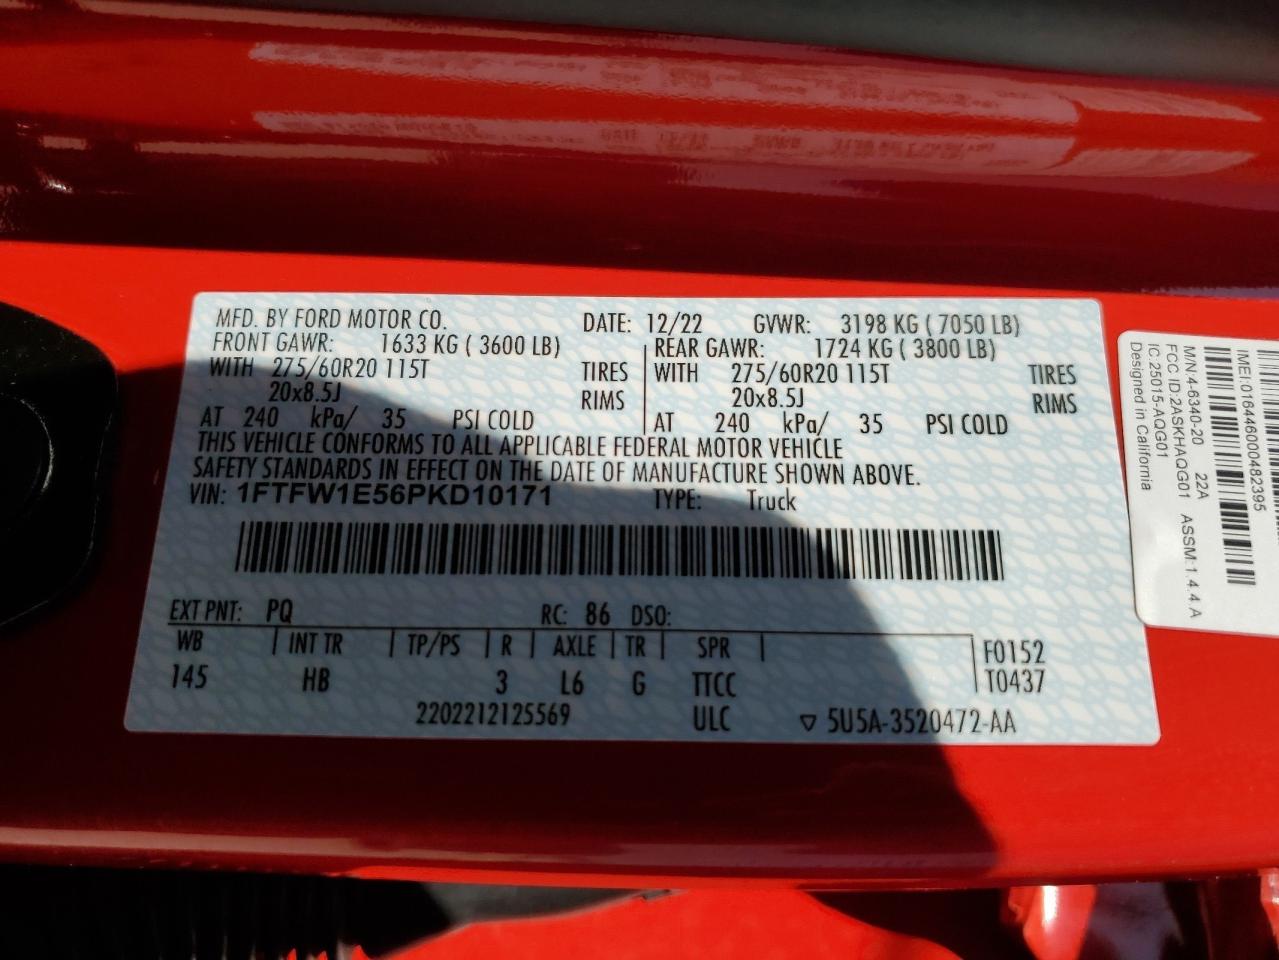 MFD. BY FORD MOTOR CO. DATE: 12/22 GVWR: 3198 KG ( 7050 LB)
FRONT GAWR: 1633 KG ( 3600 LB) REAR GAWR: 1724 KG ( 3800 LB)
WITH 275/60R20 115T TIRES WITH 275/60R20 115T TIRES
20x8.5J RIMS 20x8.5J RIMS
AT 240 kPa/ 35 PSI COLD AT 240 kPa/ 35 PSI COLD
THIS VEHICLE CONFORMS TO ALL APPLICABLE FEDERAL MOTOR VEHICLE
SAFETY STANDARDS IN EFFECT ON THE DATE OF MANUFACTURE SHOWN ABOVE.
VIN: 1FTFW1E56PKD10171 TYPE: Truck
EXT PNT: PQ RC: 86 DSO:
WB INT TR TP/PS R AXLE TR SPR F0152
145 HB 3 L6 G TTCC T0437
2202212125569 ULC ▽ 5U5A-3520472-AA
IMEI:016446000482395
M/N:4-6340-20 22A ASSM:1.4.4.A
FCC ID:2ASKHAQG01
IC:25015-AQG01
Designed in California